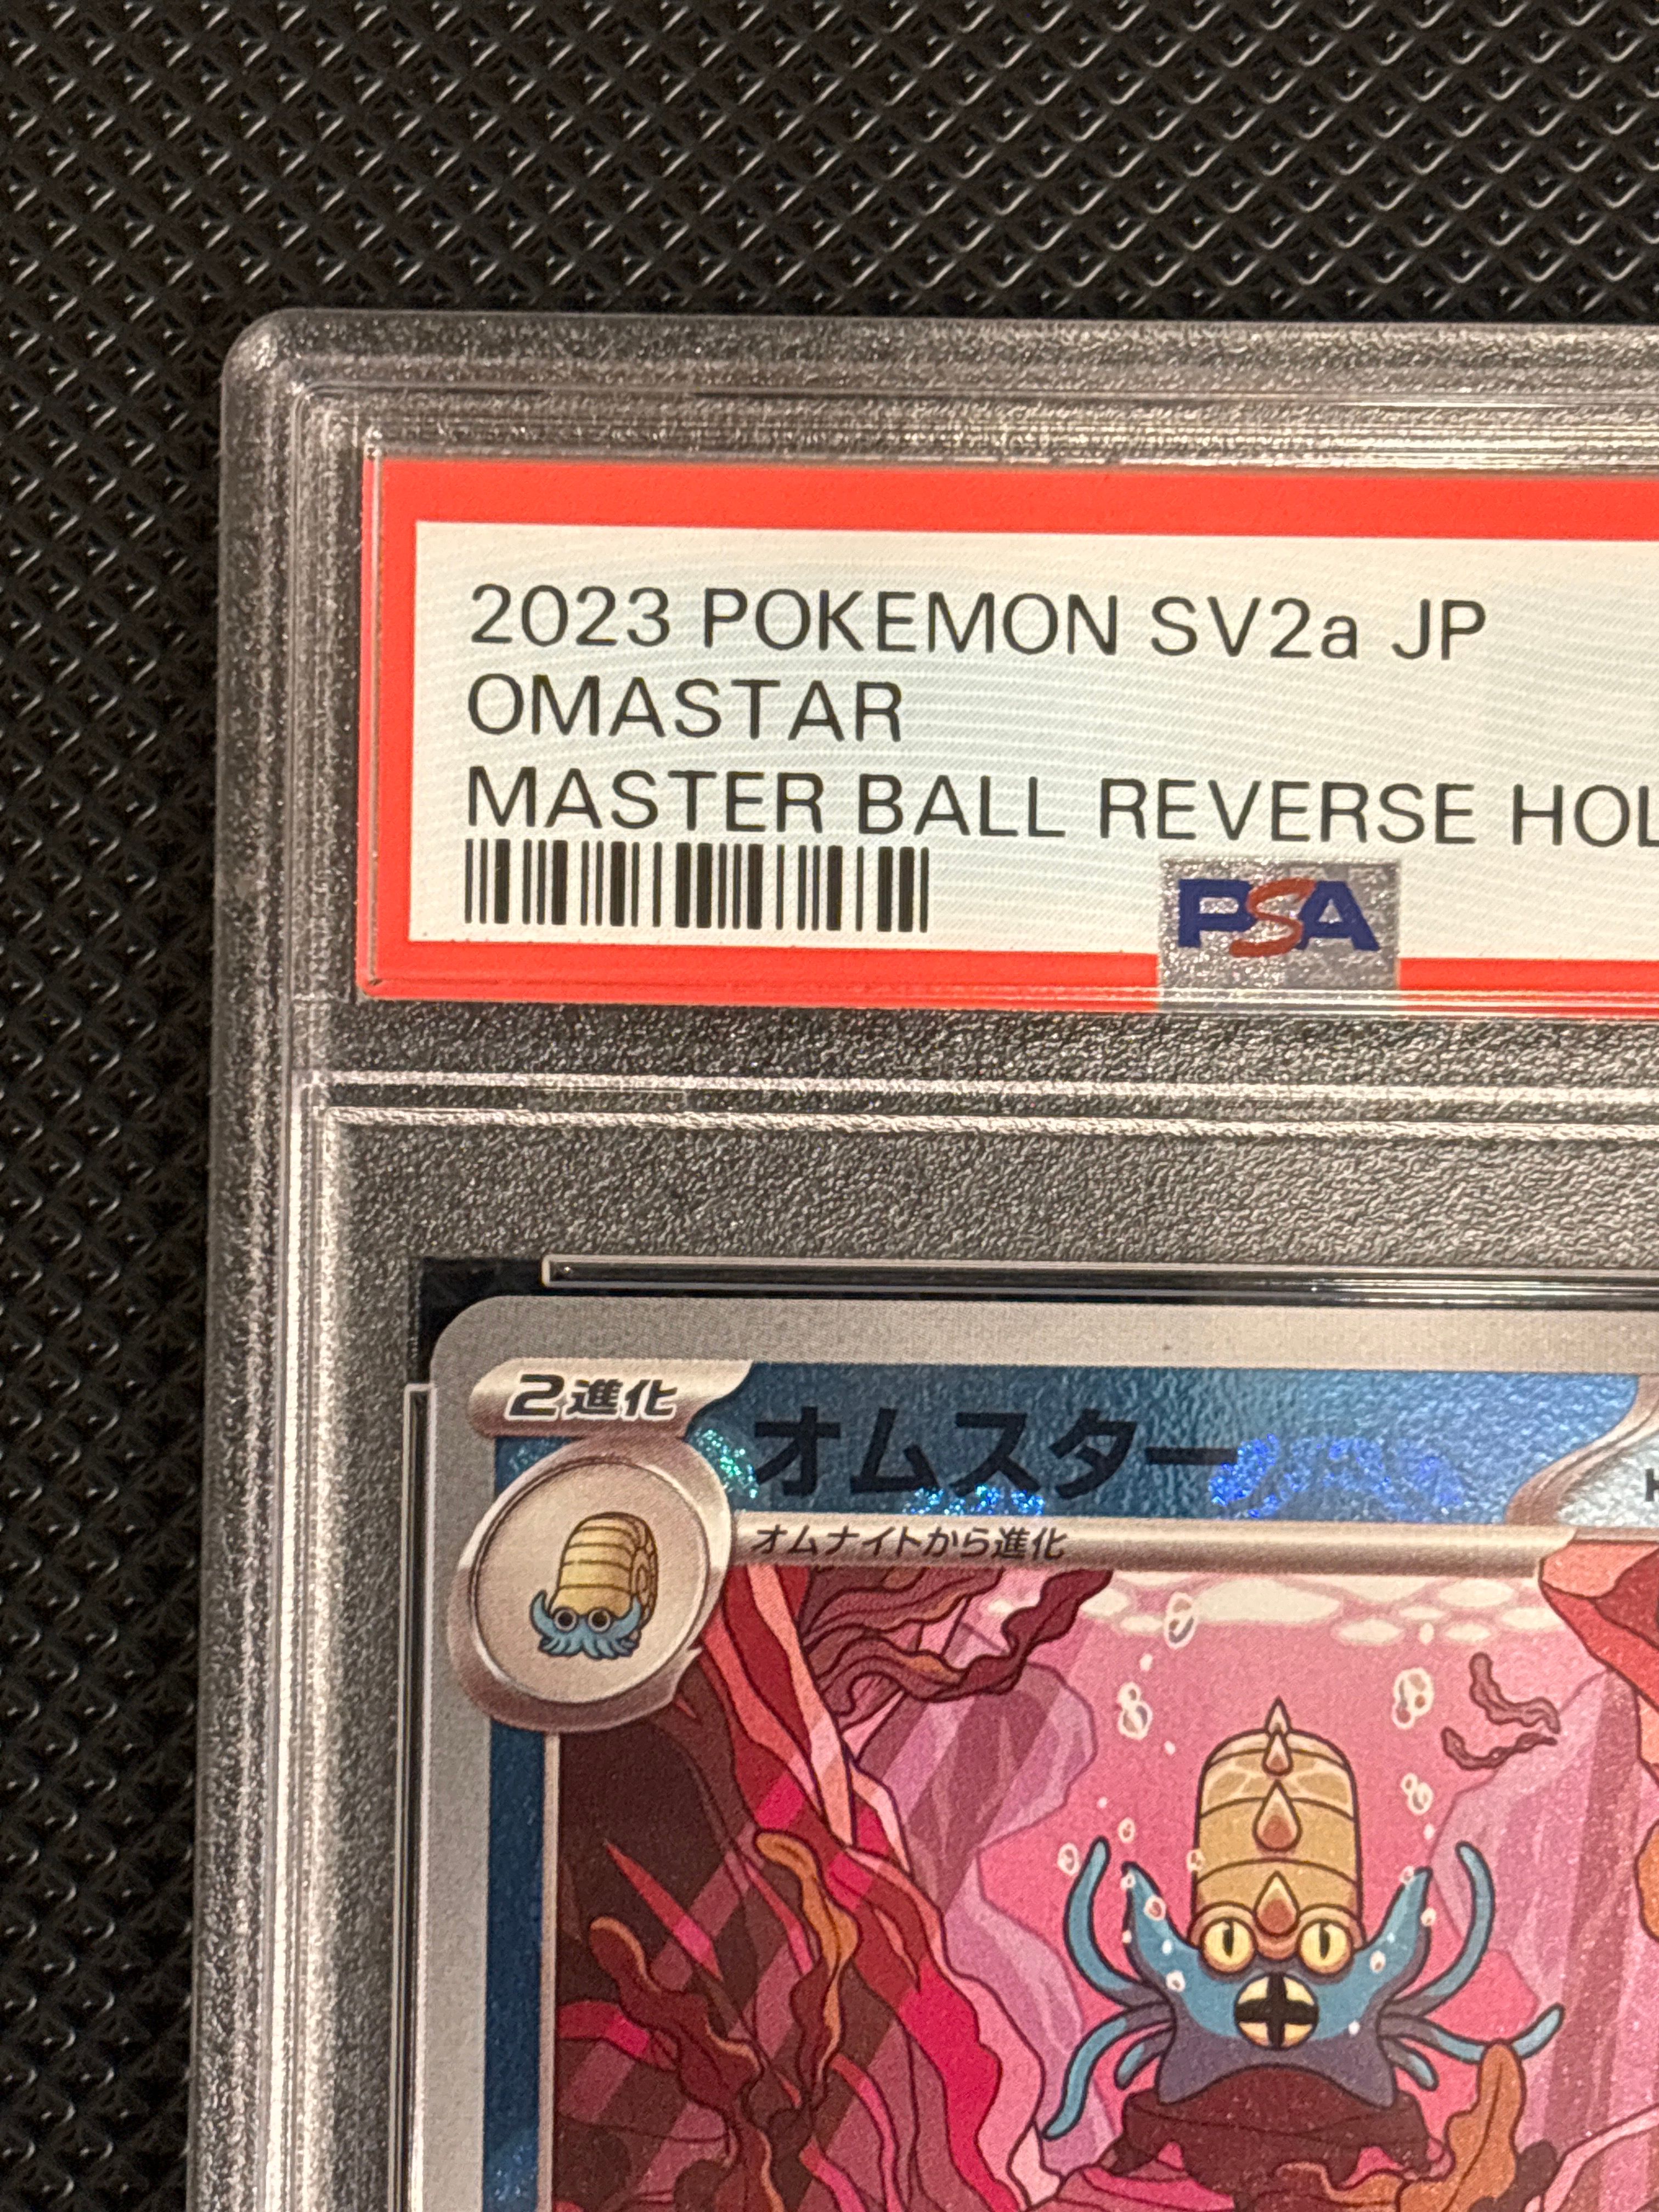 2023 POKEMON SV2a JP
OMASTAR
MASTER BALL REVERSE HOL
PSA
2進化
オムスター
オムナイトから進化